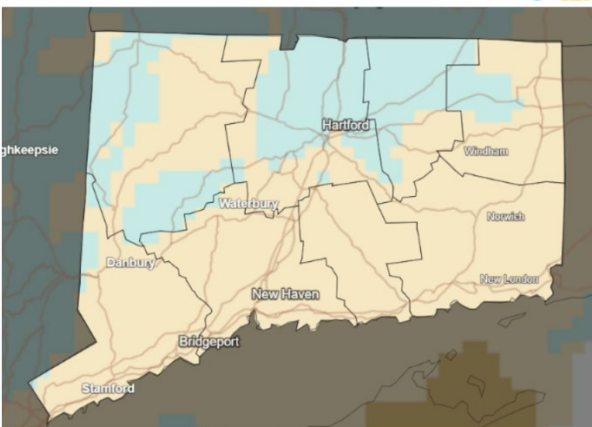 Hartford
ghkeepsie
Windham
Waterbury
Norwich
Danbury
New London
New Haven
Bridgeport
Stamford